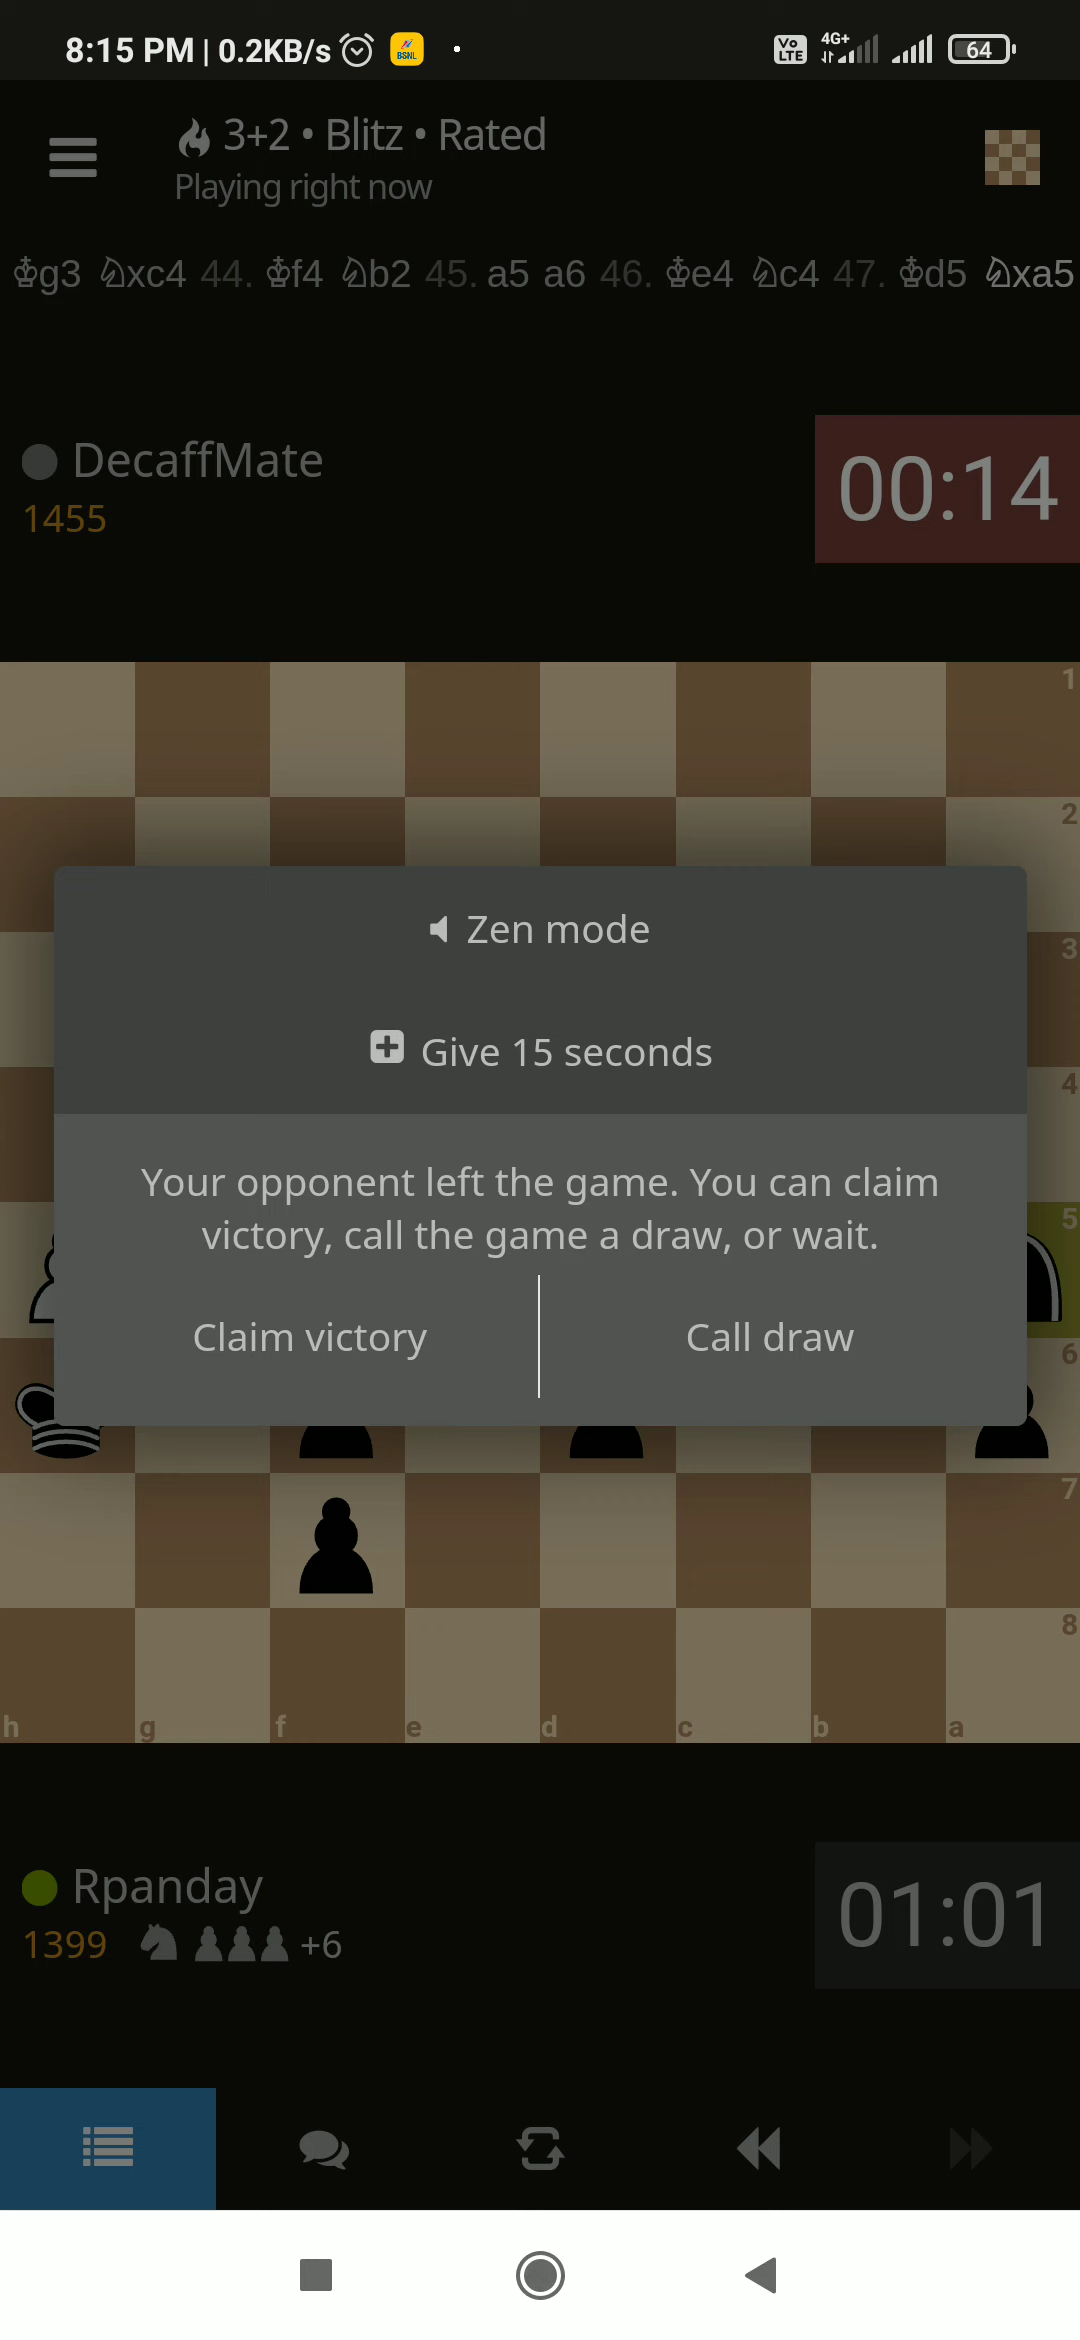 8:15 PM | 0.2KB/s BSNL Vo LTE 4G+ 64
3+2 • Blitz • Rated
Playing right now
♔g3 ♘xc4 44. ♔f4 ♘b2 45. a5 a6 46. ♔e4 ♘c4 47. ♔d5 ♘xa5
DecaffMate
1455
00:14
1
2
Zen mode
3
Give 15 seconds
4
Your opponent left the game. You can claim
victory, call the game a draw, or wait.
5
Claim victory
Call draw
6
7
8
h g f e d c b a
Rpanday
1399 +6
01:01